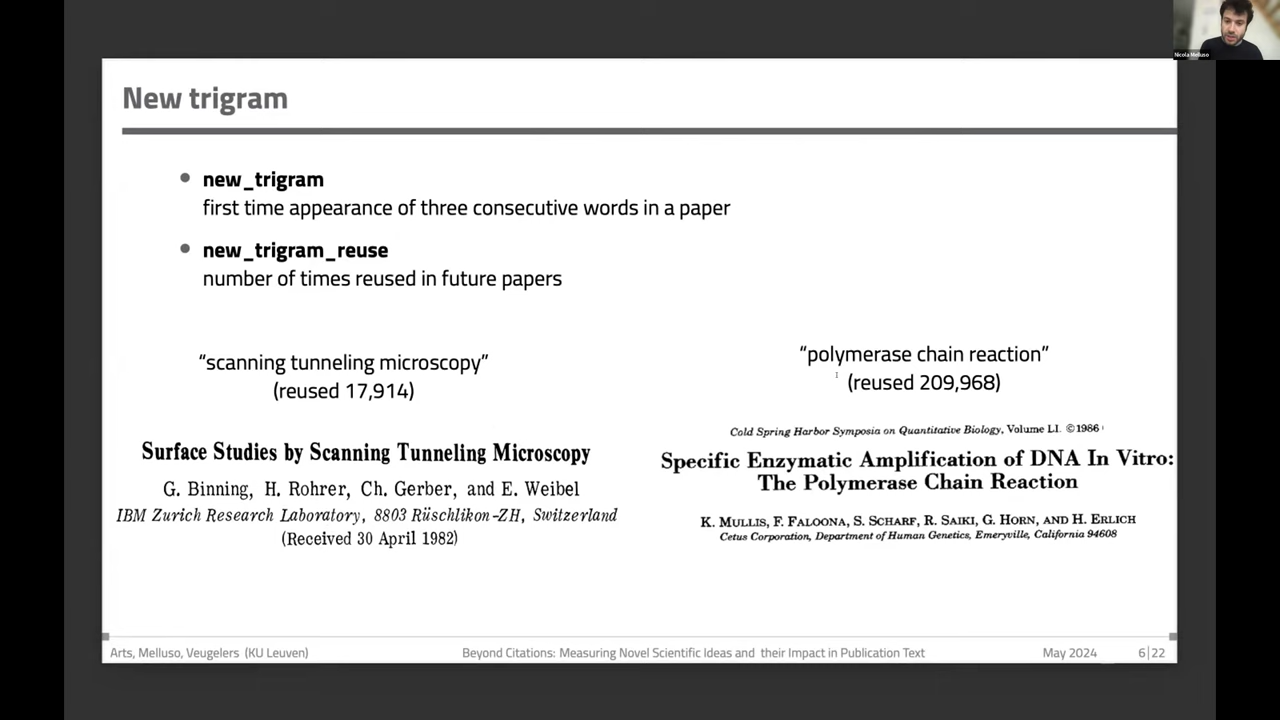 Nicola Melluso
New trigram
new_trigram
first time appearance of three consecutive words in a paper
new_trigram_reuse
number of times reused in future papers
“scanning tunneling microscopy”
(reused 17,914)
Surface Studies by Scanning Tunneling Microscopy
G. Binning, H. Rohrer, Ch. Gerber, and E. Weibel
IBM Zurich Research Laboratory, 8803 Rüschlikon-ZH, Switzerland
(Received 30 April 1982)
“polymerase chain reaction”
(reused 209,968)
Cold Spring Harbor Symposia on Quantitative Biology, Volume LI. ©1986
Specific Enzymatic Amplification of DNA In Vitro:
The Polymerase Chain Reaction
K. MULLIS, F. FALOONA, S. SCHARF, R. SAIKI, G. HORN, AND H. ERLICH
Cetus Corporation, Department of Human Genetics, Emeryville, California 94608
Arts, Melluso, Veugelers (KU Leuven)
Beyond Citations: Measuring Novel Scientific Ideas and their Impact in Publication Text
May 2024
6|22